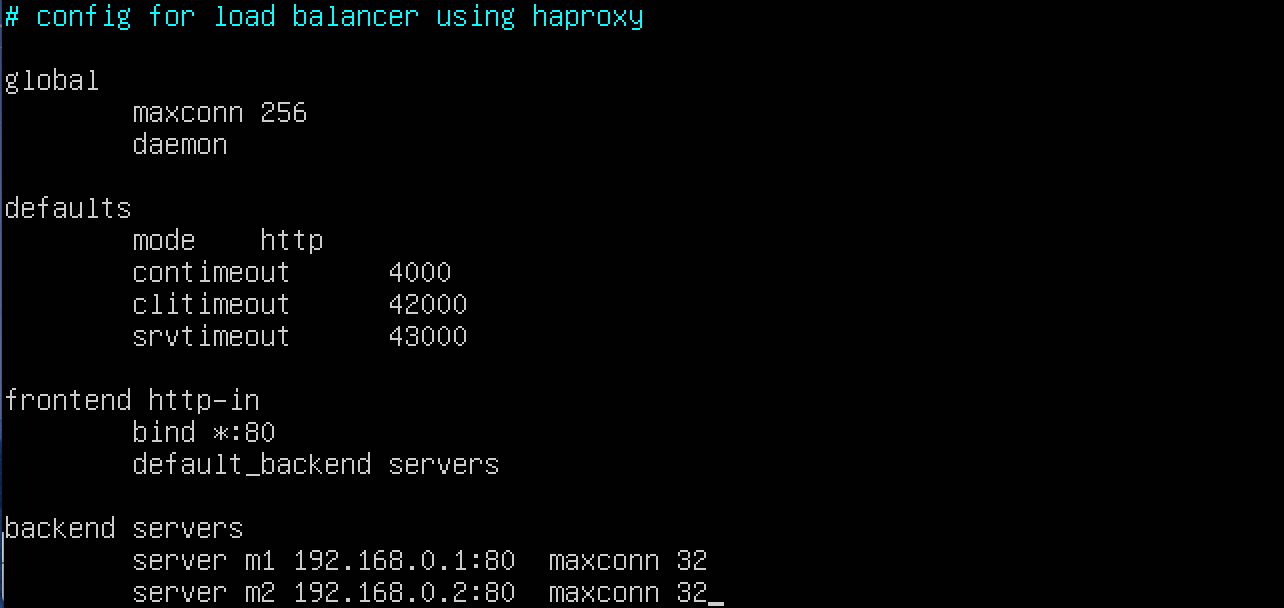 # config for load balancer using haproxy
global
maxconn 256
daemon
defaults
mode http
contimeout 4000
clitimeout 42000
srvtimeout 43000
frontend http-in
bind *:80
default_backend servers
backend servers
server m1 192.168.0.1:80 maxconn 32
server m2 192.168.0.2:80 maxconn 32